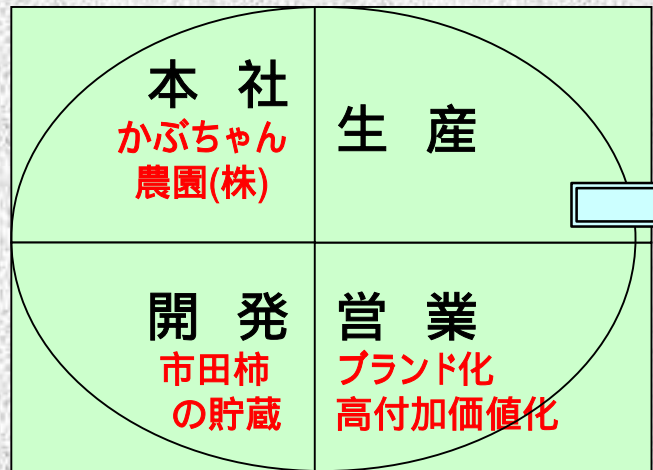 本 社
かぶちゃん
農園(株)
生 産
開 発
市田柿
の貯蔵
営 業
ブランド化
高付加価値化